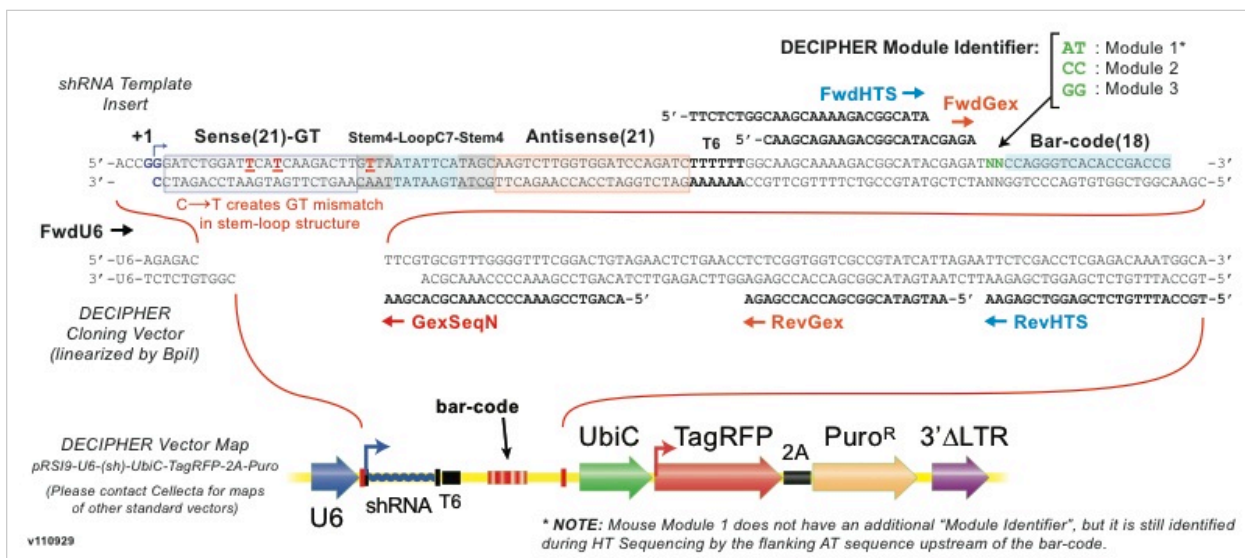 DECIPHER Module Identifier:
AT : Module 1*
CC : Module 2
GG : Module 3
shRNA Template
Insert
FwdHTS
FwdGex
5'-TTCTCTGGCAAGCAAAAGACGGCATA
+1
Sense(21)-GT
Stem4-LoopC7-Stem4
Antisense(21)
T6
5'-CAAGCAGAAGACGGCATACGAGA
Bar-code(18)
5'-ACCGGGATCTGGATTCATCAAGACTTGTTAATATTCATAGCAAGTCTTGGTGGATCCAGATCTTTTTTGGCAAGCAAAAGACGGCATACGAGATNNCCAGGGTCACACCGACCG -3'
3'- CCTAGACCTAAGTAGTTCTGAACAATTATAAGTATCGTTCAGAACCACCTAGGTCTAGAAAAAACCGTTCGTTTTCTGCCGTATGCTCTANNGGTCCCAGTGTGGCTGGCAAGC-5'
C→T creates GT mismatch
in stem-loop structure
FwdU6
5'-U6-AGAGAC
TTCGTGCGTTTGGGGTTTCGGACTGTAGAACTCTGAACCTCTCGGTGGTCGCCGTATCATTAGAATTCTCGACCTCGAGACAAATGGCA-3'
3'-U6-TCTCTGTGGC
ACGCAAACCCCAAAGCCTGACATCTTGAGACTTGGAGAGCCACCAGCGGCATAGTAATCTTAAGAGCTGGAGCTCTGTTTACCGT-5'
AAGCACGCAAACCCCAAAGCCTGACA-5'
AGAGCCACCAGCGGCATAGTAA-5'
AAGAGCTGGAGCTCTGTTTACCGT-5'
DECIPHER
Cloning Vector
(linearized by BpiI)
GexSeqN
RevGex
RevHTS
bar-code
DECIPHER Vector Map
pRSI9-U6-(sh)-UbiC-TagRFP-2A-Puro
(Please contact Cellecta for maps
of other standard vectors)
U6
shRNA
T6
UbiC
TagRFP
2A
PuroR
3'ΔLTR
v110929
* NOTE: Mouse Module 1 does not have an additional "Module Identifier", but it is still identified
during HT Sequencing by the flanking AT sequence upstream of the bar-code.